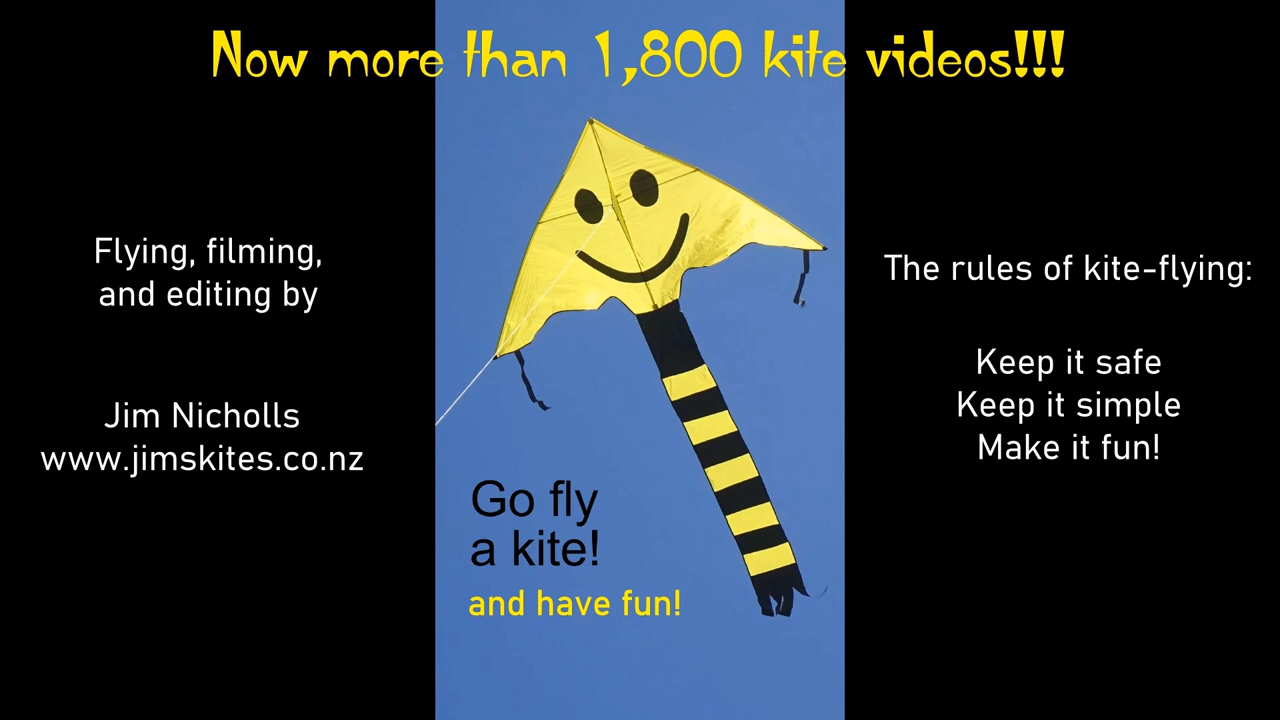 Now more than 1,800 kite videos!!!
Flying, filming,
and editing by
Jim Nicholls
www.jimskites.co.nz
Go fly
a kite!
and have fun!
The rules of kite-flying:
Keep it safe
Keep it simple
Make it fun!